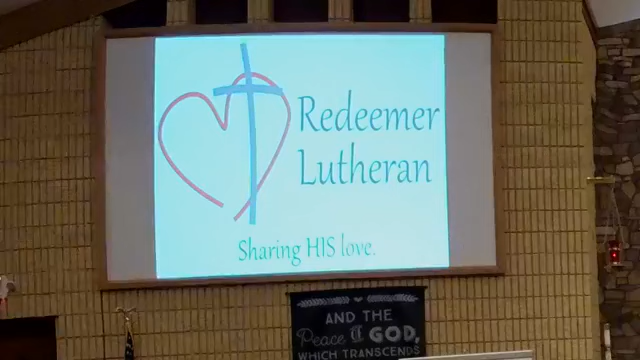 Redeemer
Lutheran
Sharing HIS love.
AND THE
Peace of GOD,
WHICH TRANSCENDS